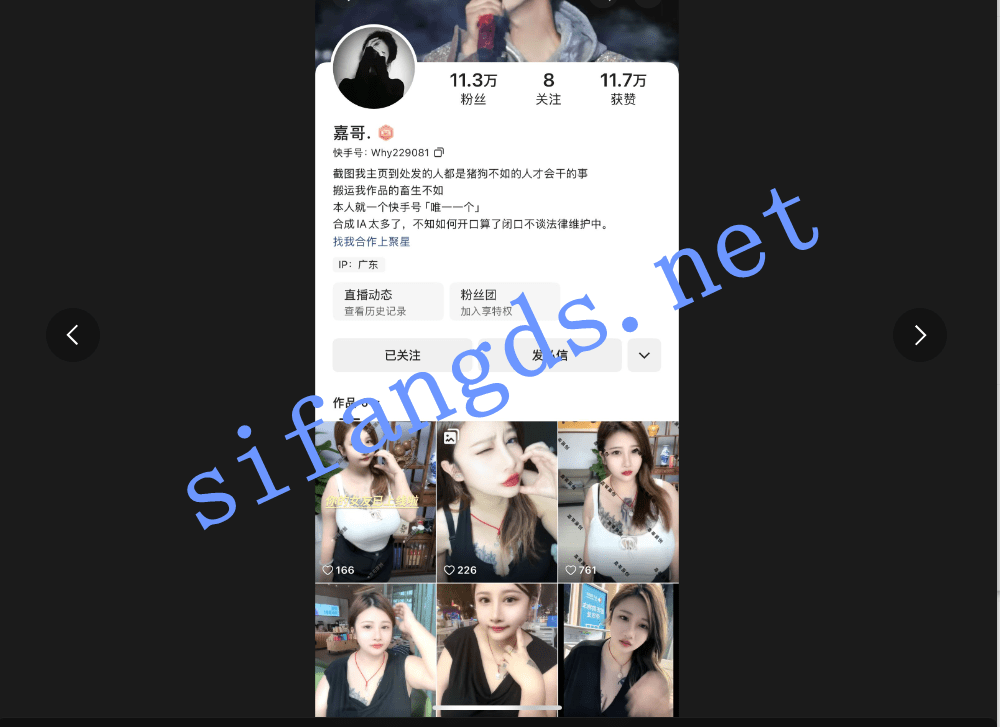 11.3万
8
11.7万
粉丝
关注
获赞
嘉哥.
快手号: Why229081
截图我主页到处发的人都是猪狗不如的人才会干的事
搬运我作品的畜生不如
本人就一个快手号「唯一一个」
合成IA太多了，不知如何开口算了闭口不谈法律维护中。
找我合作上聚星
IP: 广东
直播动态
查看历史记录
粉丝团
加入享特权
已关注
发私信
作品
sifangds.net
166
226
761